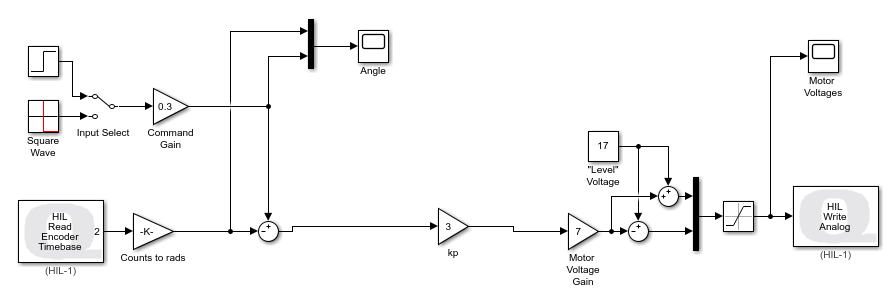 Angle
Motor
Voltages
0.3
Command
Gain
Input Select
Square
Wave
17
"Level"
Voltage
HIL
Read
Encoder
Timebase
2
(HIL-1)
-K-
Counts to rads
3
kp
7
Motor
Voltage
Gain
HIL
Write
Analog
(HIL-1)